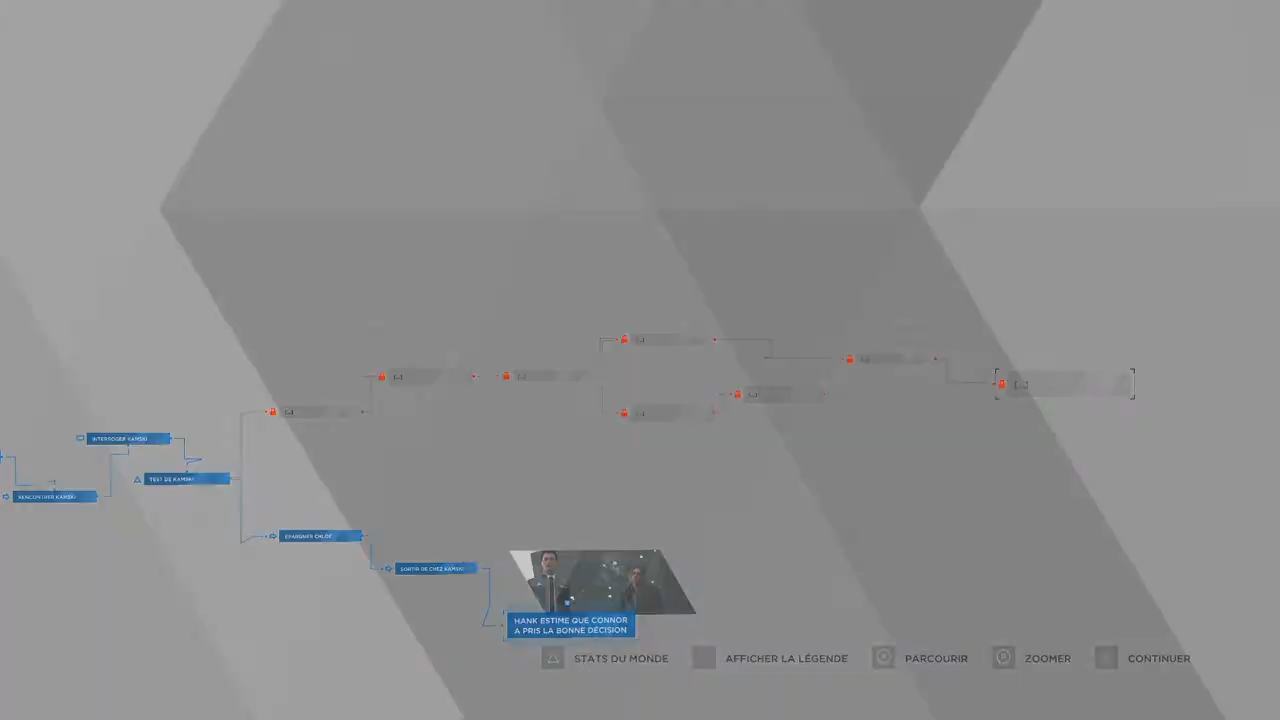 INTERROGER KAMSKI
TEST DE KAMSKI
RENCONTRER KAMSKI
ÉPARGNER CHLOÉ
SORTIR DE CHEZ KAMSKI
HANK ESTIME QUE CONNOR
A PRIS LA BONNE DÉCISION
STATS DU MONDE
AFFICHER LA LÉGENDE
PARCOURIR
ZOOMER
CONTINUER